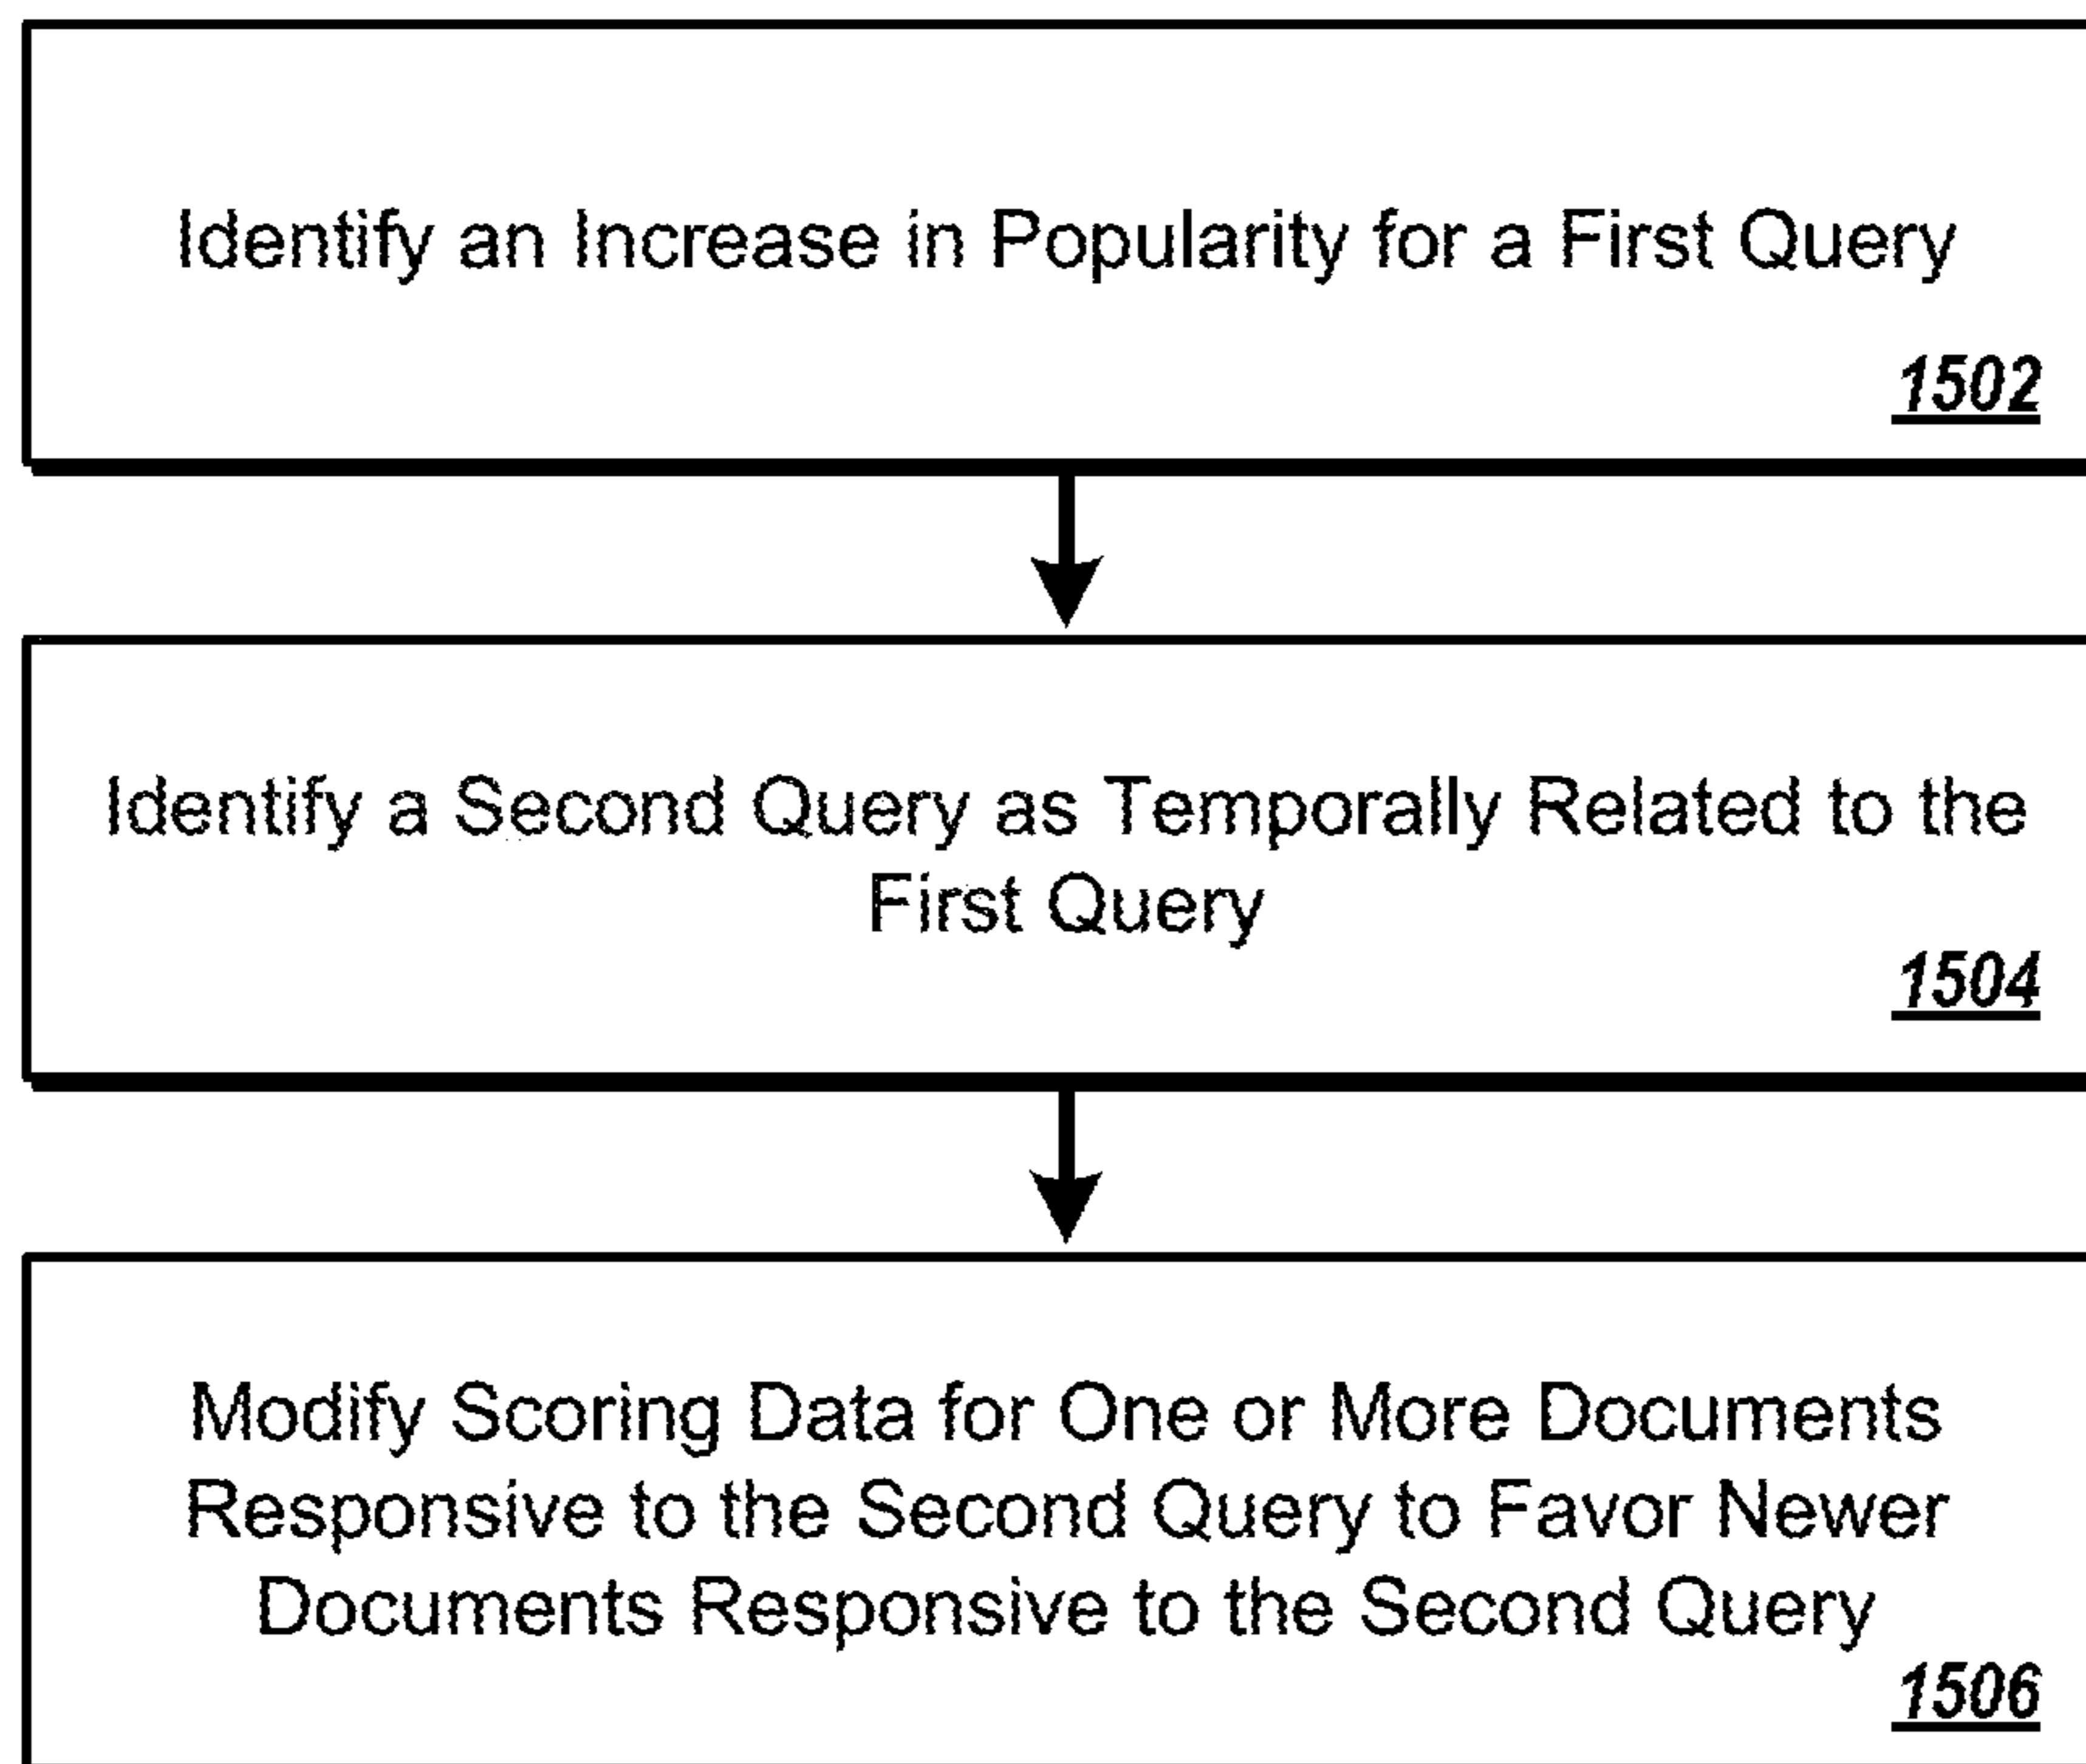 Identify an Increase in Popularity for a First Query
1502
Identify a Second Query as Temporally Related to the
First Query
1504
Modify Scoring Data for One or More Documents
Responsive to the Second Query to Favor Newer
Documents Responsive to the Second Query
1506